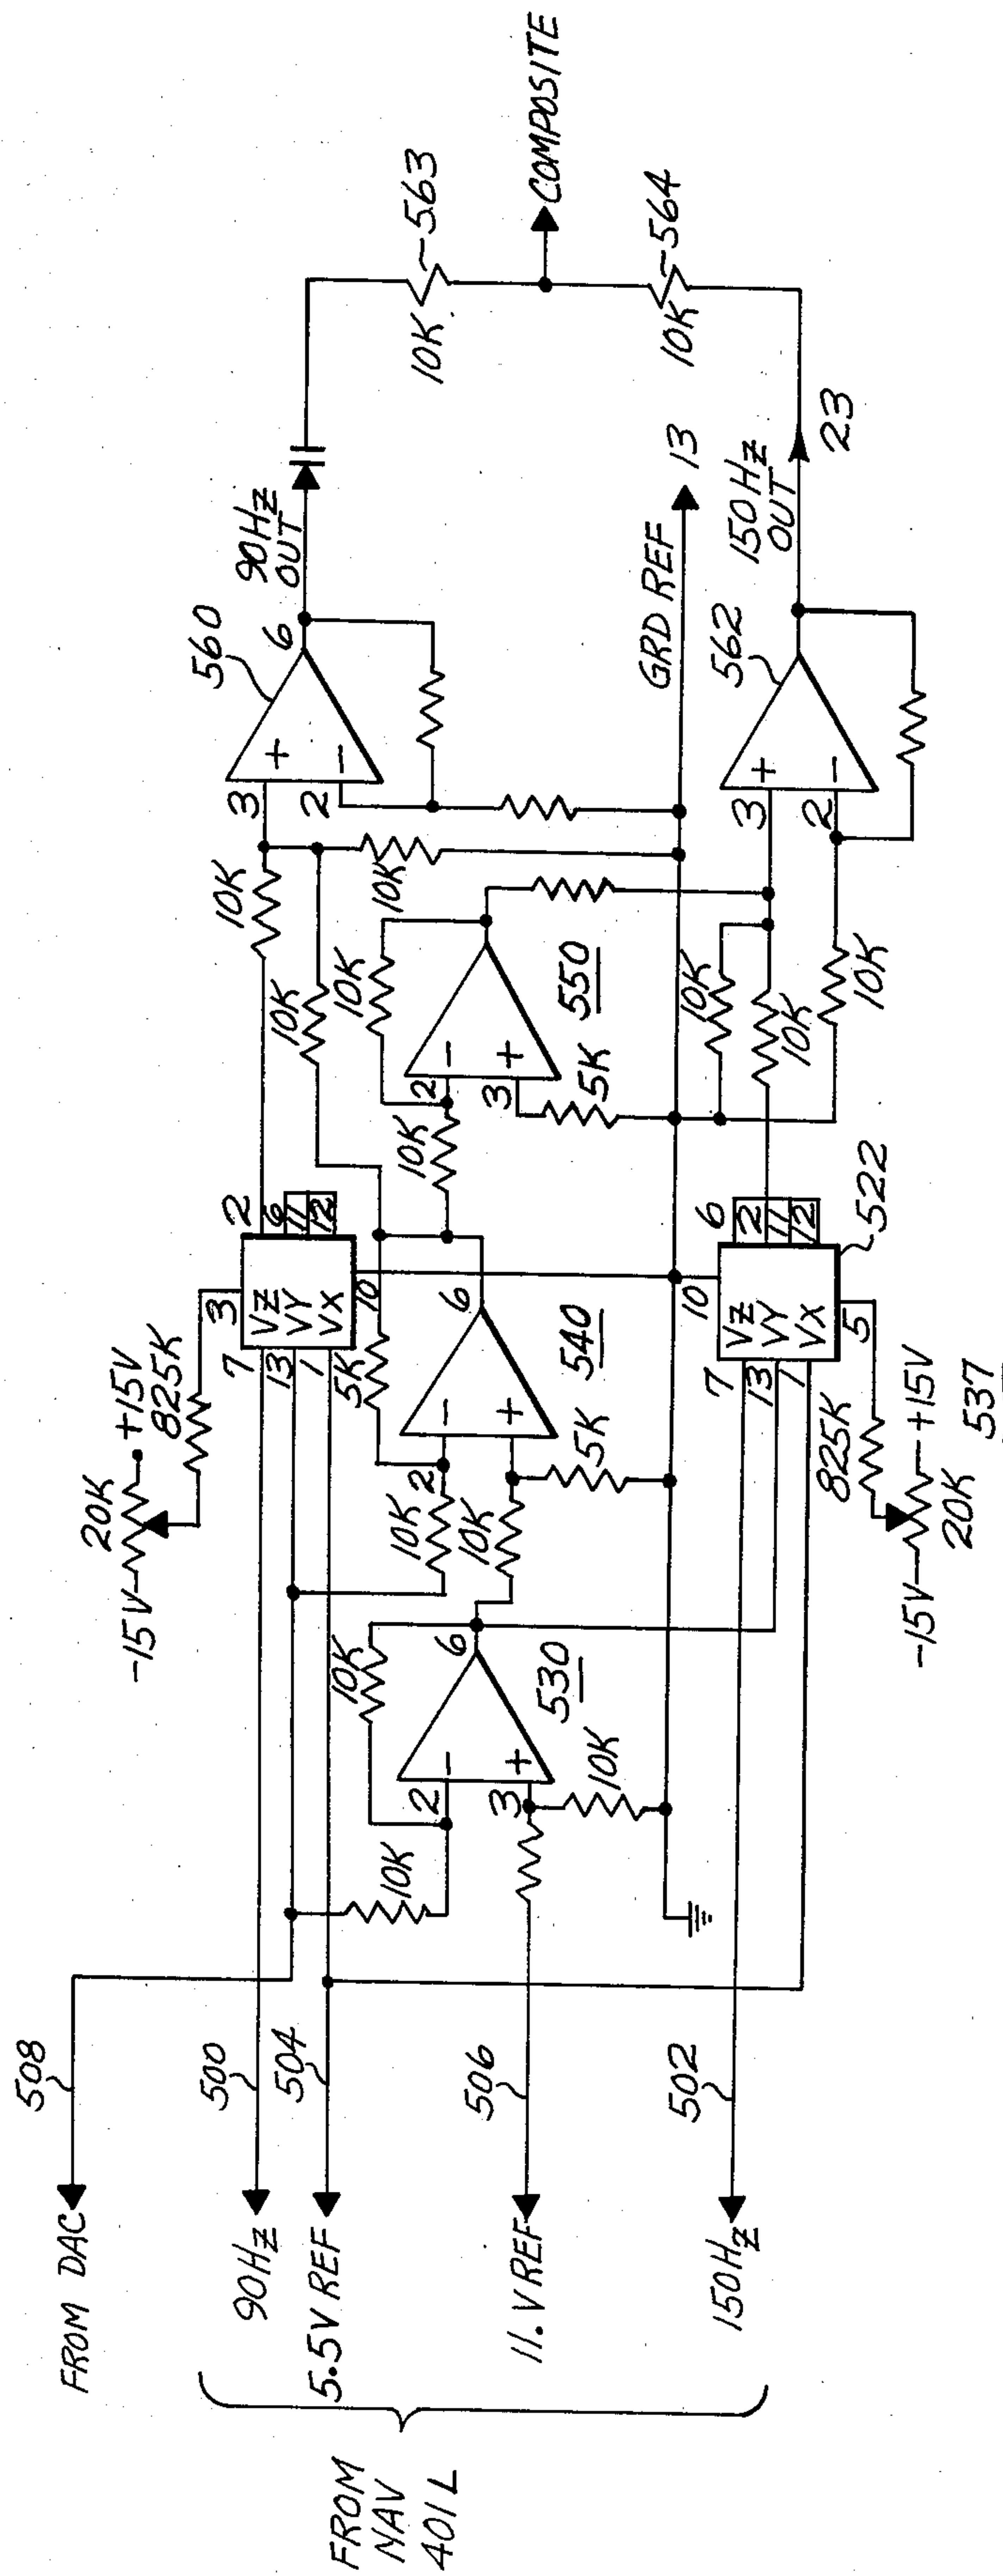 FROM DAC
508
90Hz
500
5.5V REF
504
11.VREF
506
150Hz
502
FROM
NAV
401L
-15V
20K
+15V
825K
7
13
1
3
VZ
VY
VX
10
2
6
11
12
10K
10K
2
3
10K
6
530
10K
10K
2
10K
5K
6
540
5K
10K
10K
10K
2
3
10K
550
5K
10K
3
2
560
6
90Hz
OUT
10K
563
COMPOSITE
10K
564
GRD REF
13
7
13
1
10
VZ
VY
VX
5
6
2
11
12
522
825K
-15V
20K
+15V
537
10K
10K
10K
3
2
562
150Hz
OUT
23